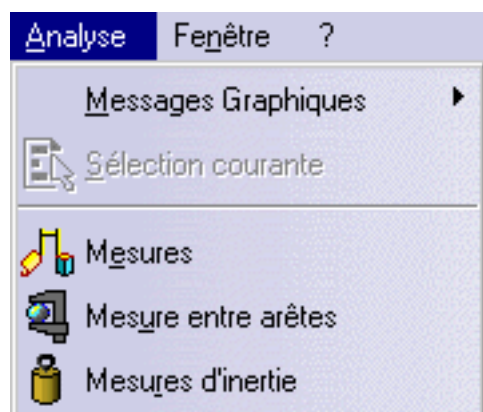 Analyse Fenêtre ?
Messages Graphiques
Sélection courante
Mesures
Mesure entre arêtes
Mesures d'inertie